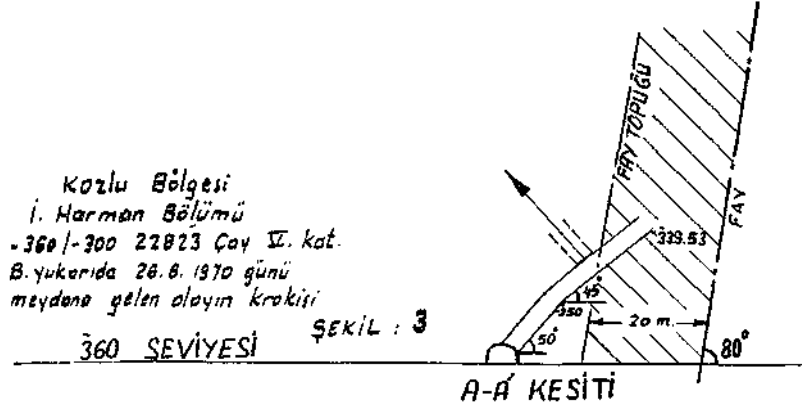 Kozlu Bölgesi
İ. Harman Bölümü
-360/-300 22823 Çay VI. kat.
B. yukarıda 26.8.1970 günü
meydana gelen olayın krokisi
ŞEKİL : 3
-360 SEVİYESİ
A-A' KESİTİ
FAY TOPUĞU
FAY
-339.53
45°
-350
50°
20 m.
80°